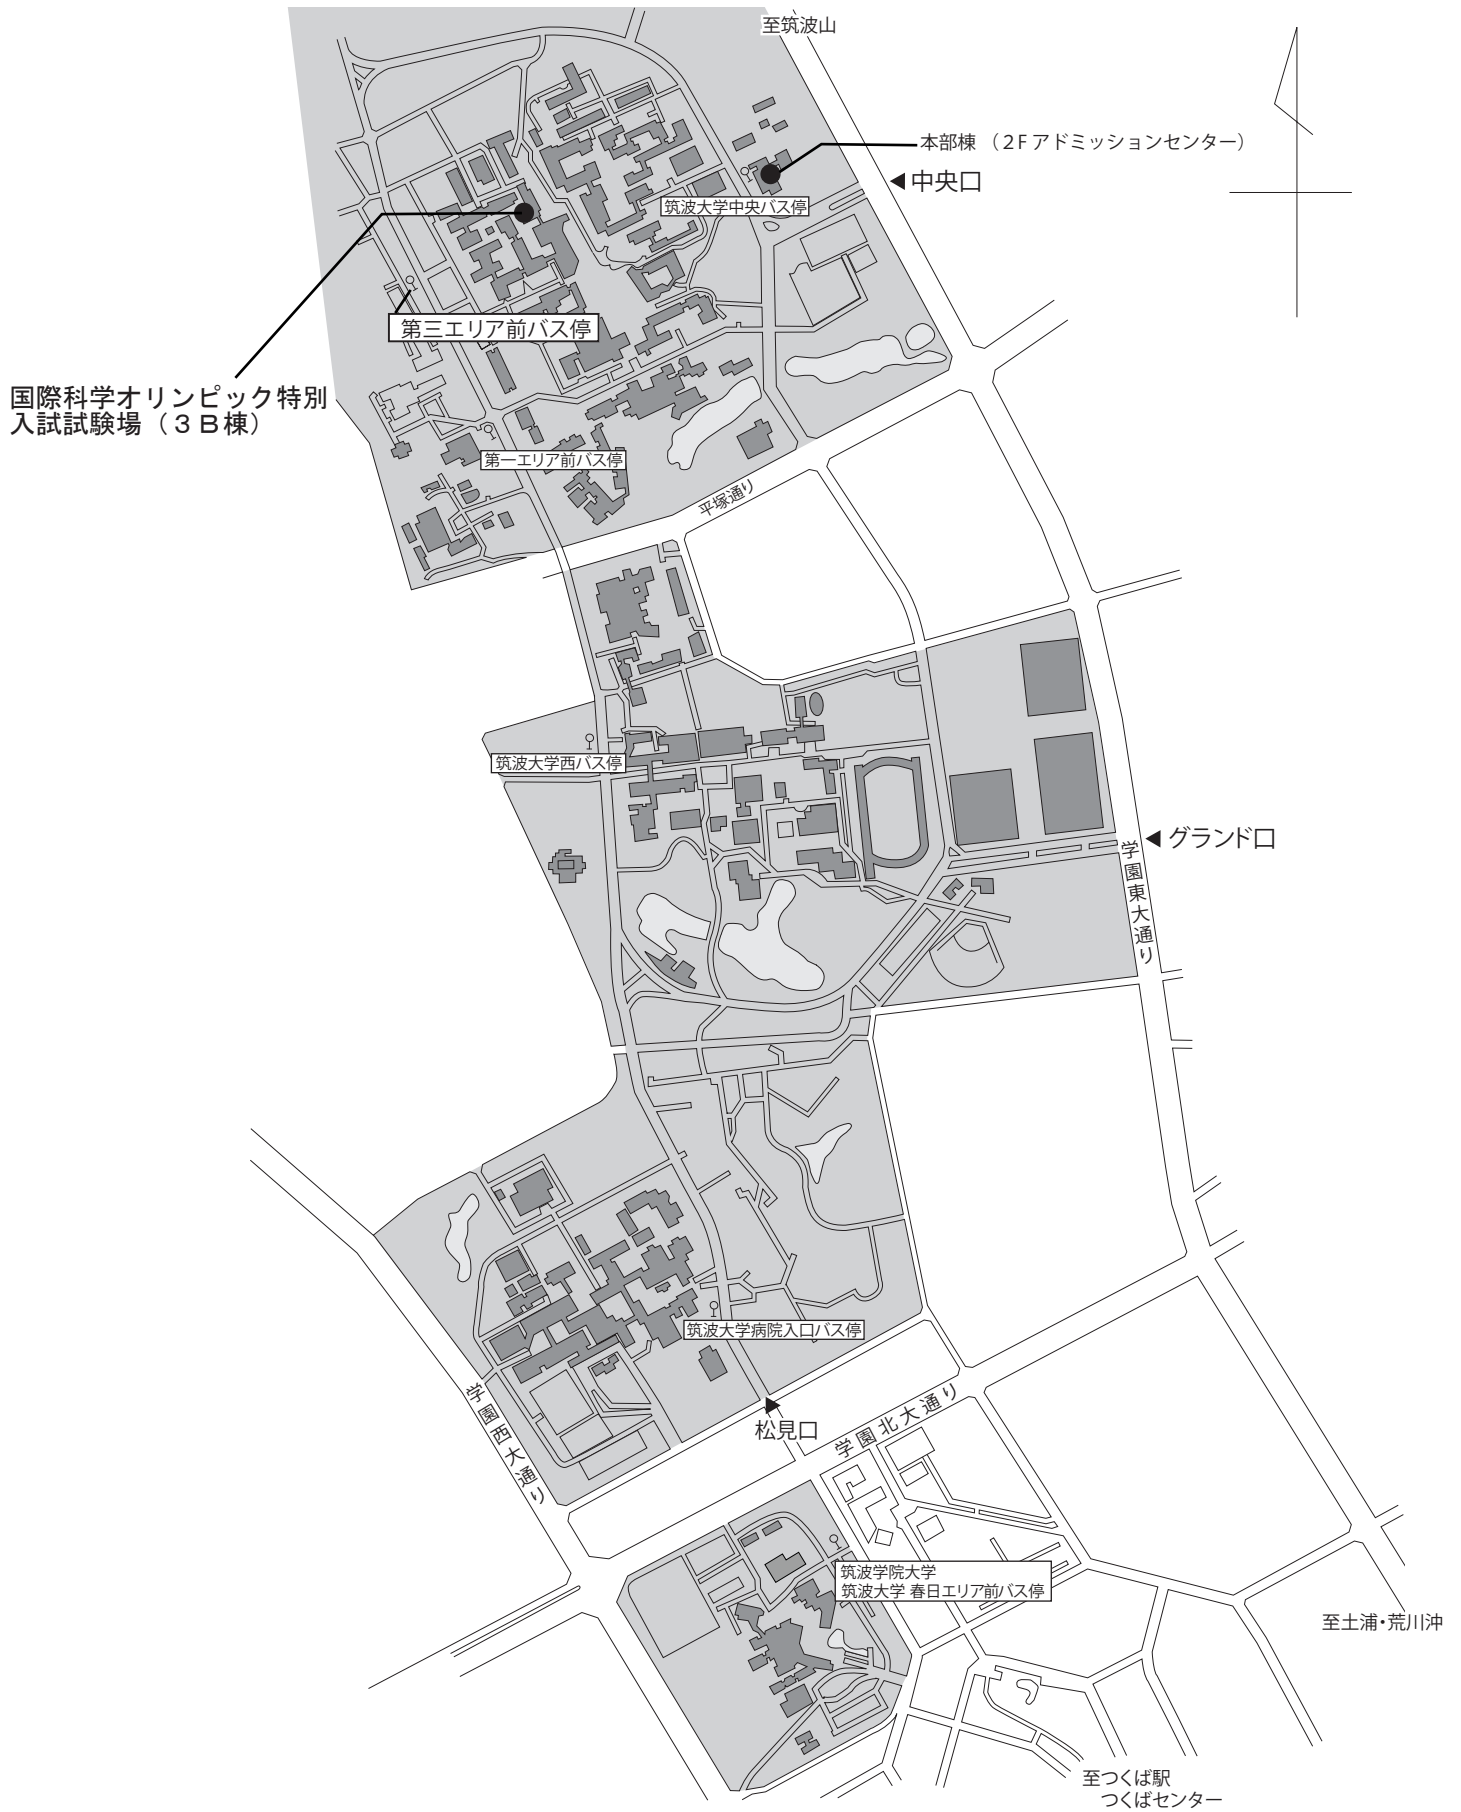 至筑波山
本部棟 （２F アドミッションセンター）
◀中央口
筑波大学中央バス停
第三エリア前バス停
国際科学オリンピック特別
入試試験場（３Ｂ棟）
第一エリア前バス停
平塚通り
筑波大学西バス停
◀グランド口
学園東大通り
筑波大学病院入口バス停
学園西大通り
松見口
学園北大通り
筑波学院大学
筑波大学 春日エリア前バス停
至土浦・荒川沖
至つくば駅
つくばセンター